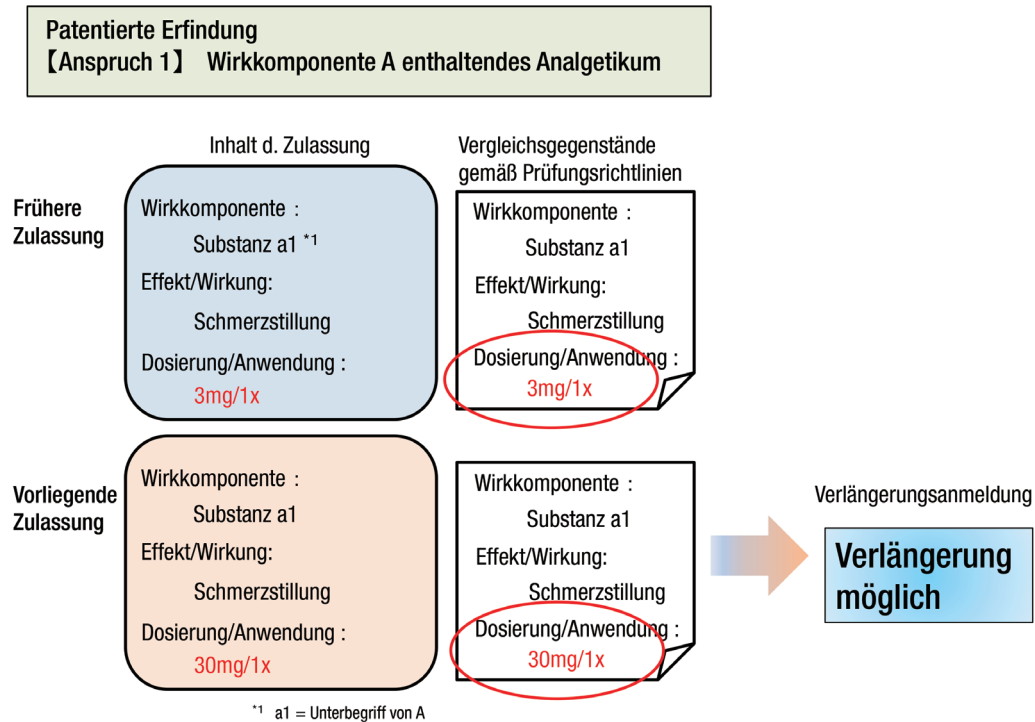 Patentierte Erfindung
【Anspruch 1】 Wirkkomponente A enthaltendes Analgetikum
Inhalt d. Zulassung
Vergleichsgegenstände
gemäß Prüfungsrichtlinien
Frühere
Zulassung
Wirkkomponente :
Substanz a1 *1
Effekt/Wirkung:
Schmerzstillung
Dosierung/Anwendung :
3mg/1x
Wirkkomponente :
Substanz a1
Effekt/Wirkung:
Schmerzstillung
Dosierung/Anwendung :
3mg/1x
Vorliegende
Zulassung
Wirkkomponente :
Substanz a1
Effekt/Wirkung:
Schmerzstillung
Dosierung/Anwendung :
30mg/1x
Wirkkomponente :
Substanz a1
Effekt/Wirkung:
Schmerzstillung
Dosierung/Anwendung :
30mg/1x
Verlängerungsanmeldung
Verlängerung
möglich
*1 a1 = Unterbegriff von A